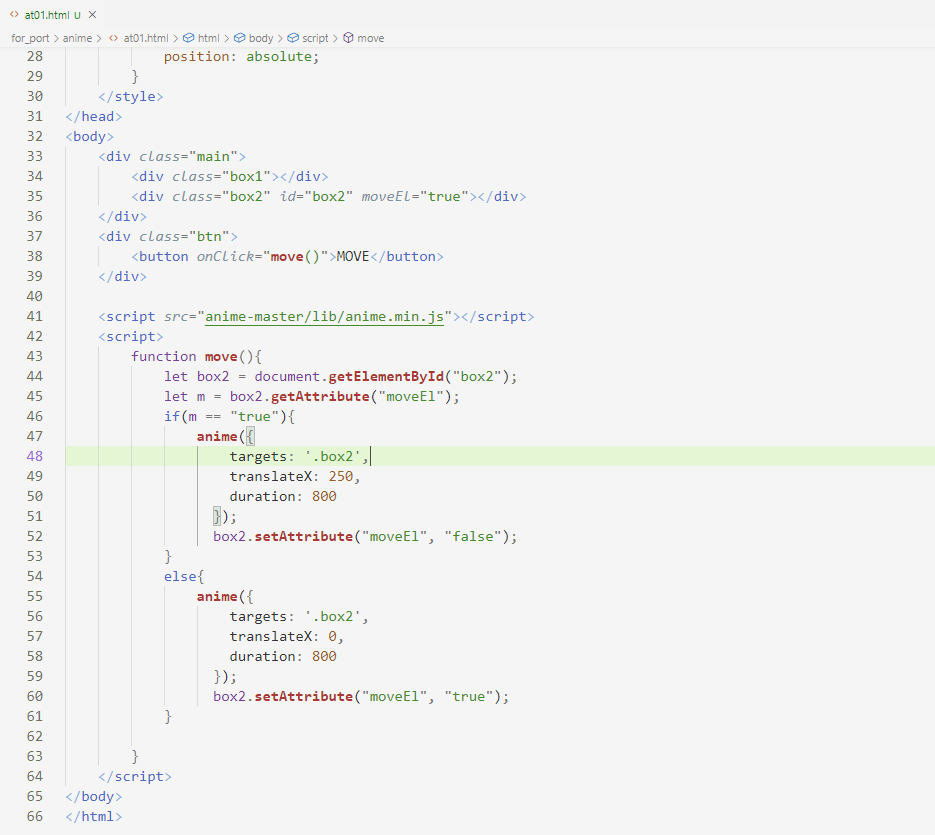 at01.html U ×
for_port > anime > at01.html > html > body > script > move
28 position: absolute;
29 }
30 </style>
31 </head>
32 <body>
33 <div class="main">
34 <div class="box1"></div>
35 <div class="box2" id="box2" moveEl="true"></div>
36 </div>
37 <div class="btn">
38 <button onClick="move()">MOVE</button>
39 </div>
40
41 <script src="anime-master/lib/anime.min.js"></script>
42 <script>
43 function move(){
44 let box2 = document.getElementById("box2");
45 let m = box2.getAttribute("moveEl");
46 if(m == "true"){
47 anime({
48 targets: '.box2',
49 translateX: 250,
50 duration: 800
51 });
52 box2.setAttribute("moveEl", "false");
53 }
54 else{
55 anime({
56 targets: '.box2',
57 translateX: 0,
58 duration: 800
59 });
60 box2.setAttribute("moveEl", "true");
61 }
62
63 }
64 </script>
65 </body>
66 </html>